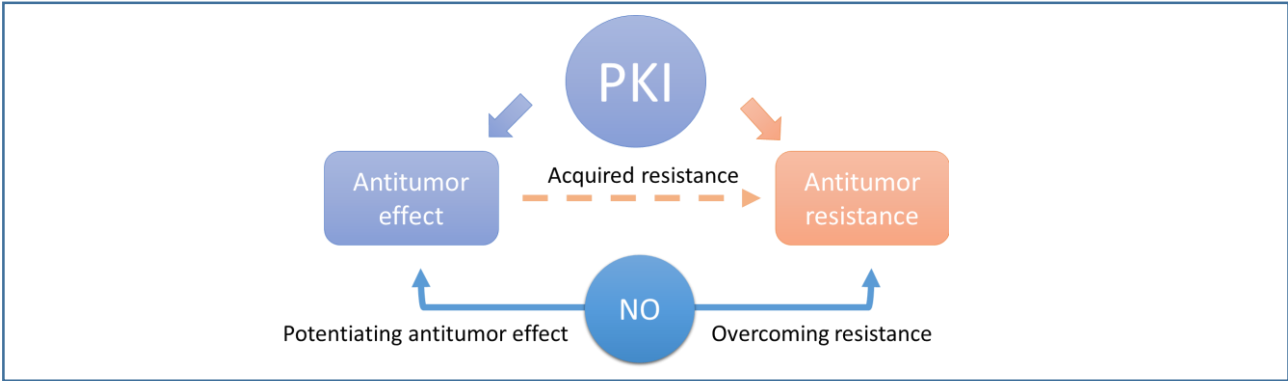 PKI
Acquired resistance
Antitumor
effect
Antitumor
resistance
NO
Potentiating antitumor effect
Overcoming resistance